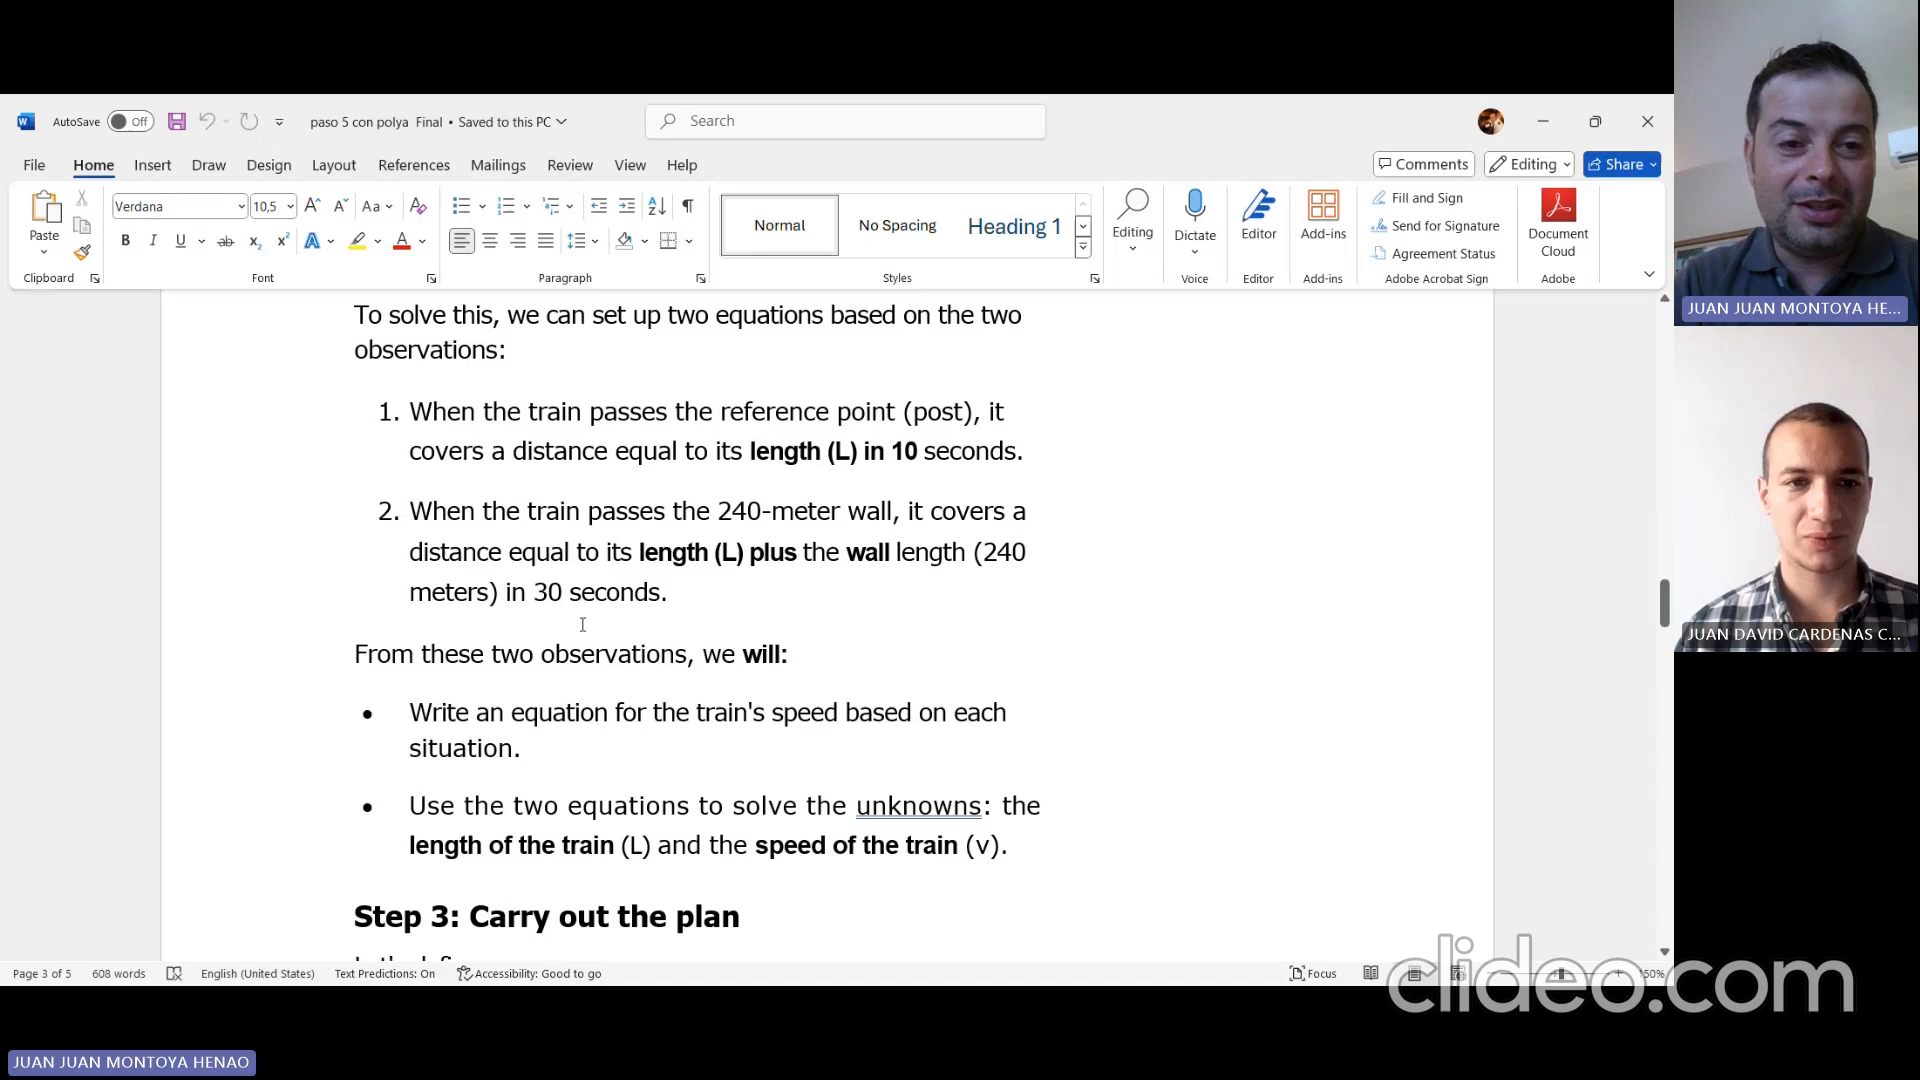 AutoSave Off paso 5 con polya Final • Saved to this PC Search
File Home Insert Draw Design Layout References Mailings Review View Help Comments Editing Share
Verdana 10,5 Aa
Paste
B I U ab x₂ x² A A
Normal No Spacing Heading 1
Editing Dictate Editor Add-ins
Fill and Sign
Send for Signature
Agreement Status
Document Cloud
Clipboard Font Paragraph Styles Voice Editor Add-ins Adobe Acrobat Sign Adobe
To solve this, we can set up two equations based on the two
observations:
1. When the train passes the reference point (post), it
covers a distance equal to its length (L) in 10 seconds.
2. When the train passes the 240-meter wall, it covers a
distance equal to its length (L) plus the wall length (240
meters) in 30 seconds.
From these two observations, we will:
• Write an equation for the train's speed based on each
situation.
• Use the two equations to solve the unknowns: the
length of the train (L) and the speed of the train (v).
Step 3: Carry out the plan
Page 3 of 5 608 words English (United States) Text Predictions: On Accessibility: Good to go Focus 150%
JUAN JUAN MONTOYA HE...
JUAN DAVID CARDENAS C...
clideo.com
JUAN JUAN MONTOYA HENAO